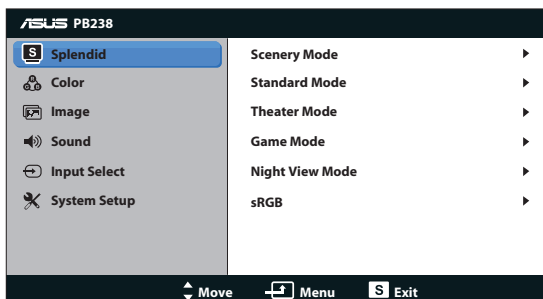 ASUS PB238
S Splendid
Color
Image
Sound
Input Select
System Setup
Scenery Mode
Standard Mode
Theater Mode
Game Mode
Night View Mode
sRGB
Move Menu S Exit